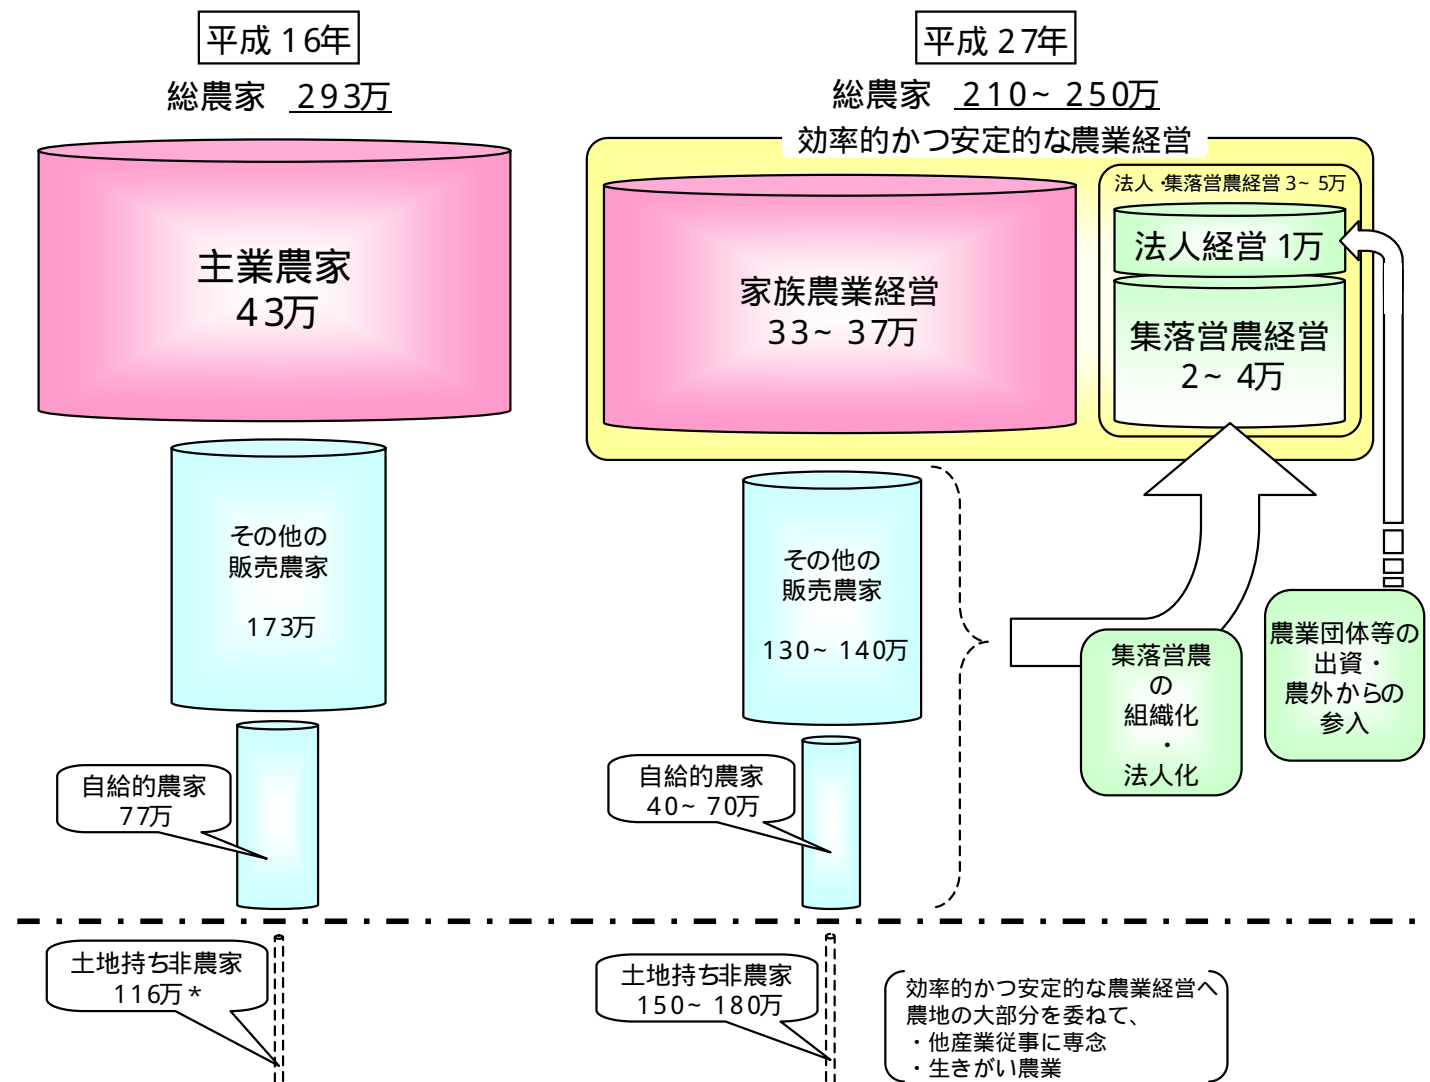 平成16年
総農家 293万
主業農家
43万
その他の
販売農家
173万
自給的農家
77万
土地持ち非農家
116万*
平成27年
総農家 210~250万
効率的かつ安定的な農業経営
家族農業経営
33~37万
法人・集落営農経営3~5万
法人経営1万
集落営農経営
2~4万
その他の
販売農家
130~140万
自給的農家
40~70万
集落営農
の
組織化
・
法人化
農業団体等の
出資・
農外からの
参入
土地持ち非農家
150~180万
効率的かつ安定的な農業経営へ
農地の大部分を委ねて、
・他産業従事に専念
・生きがい農業